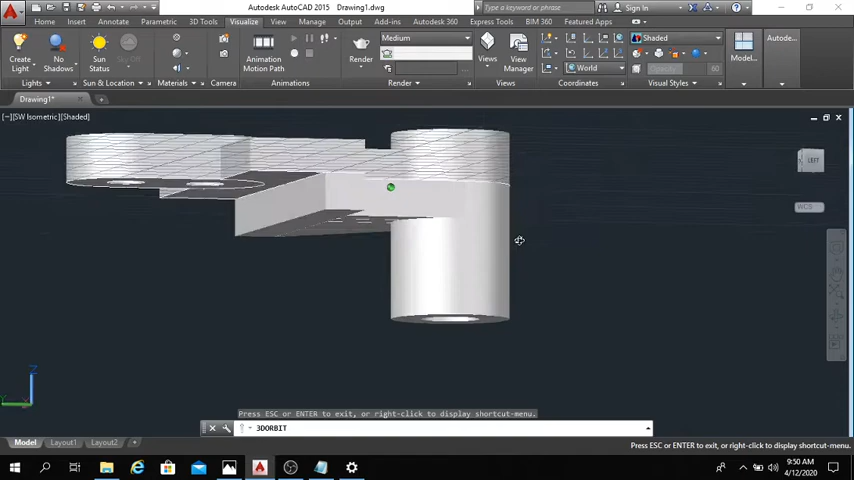 Autodesk AutoCAD 2015 Drawing1.dwg
Type a keyword or phrase
Sign In
Home Insert Annotate Parametric 3D Tools Visualize View Manage Output Add-ins Autodesk 360 Express Tools BIM 360 Featured Apps
Medium
Shaded
Create
Light
No
Shadows
Sun
Status
Sky Off
Animation
Motion Path
Render
Views
View
Manager
World
Opacity 60
Model...
Autode...
Lights Sun & Location Materials Camera Animations Render Views Coordinates Visual Styles
Drawing1*
[−][SW Isometric][Shaded]
LEFT
WCS
Z
Y
Press ESC or ENTER to exit, or right-click to display shortcut-menu.
3DORBIT
Model Layout1 Layout2
Press ESC or ENTER to exit, or right-click to display shortcut-menu.
9:50 AM
4/12/2020